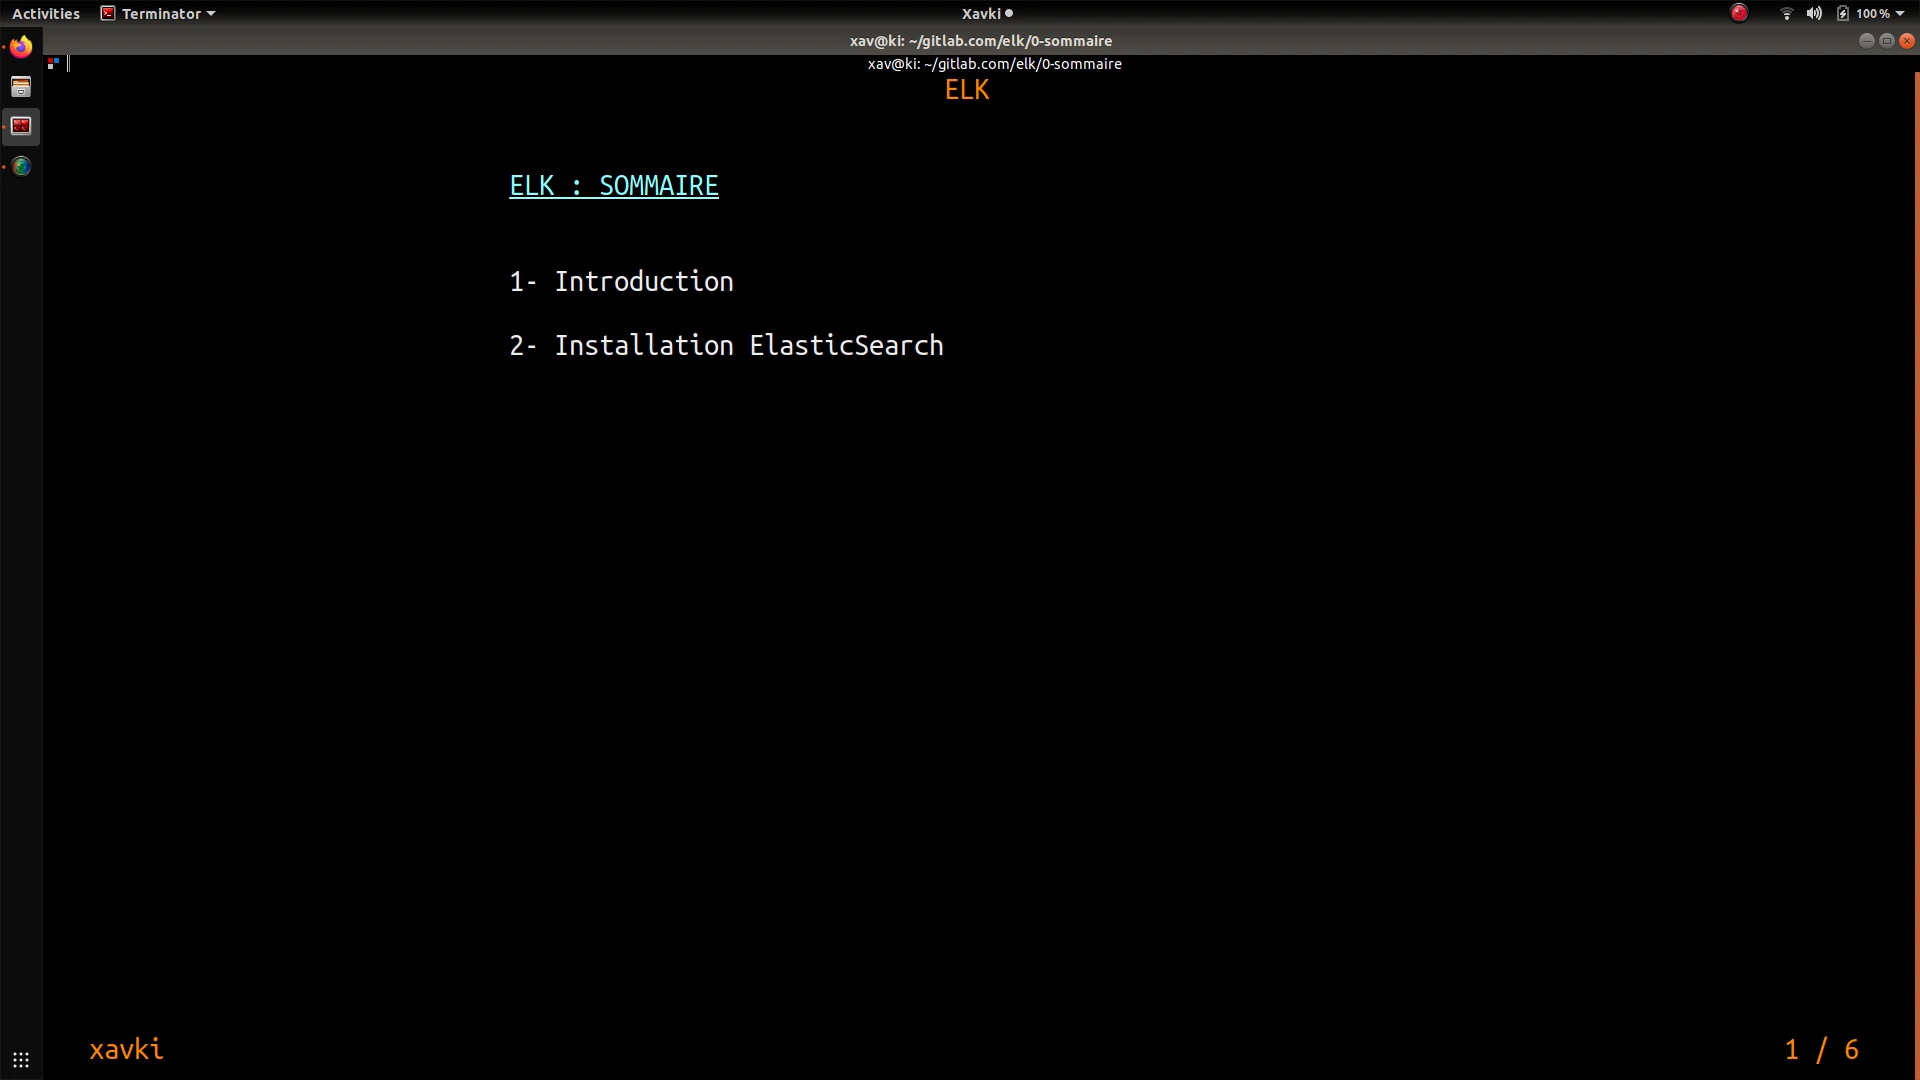 Activities Terminator Xavki 100 %
xav@ki: ~/gitlab.com/elk/0-sommaire
xav@ki: ~/gitlab.com/elk/0-sommaire
ELK
ELK : SOMMAIRE
1- Introduction
2- Installation ElasticSearch
xavki 1 / 6